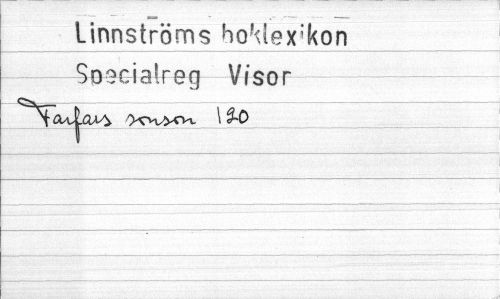 Linnströms boklexikon
Specialreg Visor
Farfars sonson 120